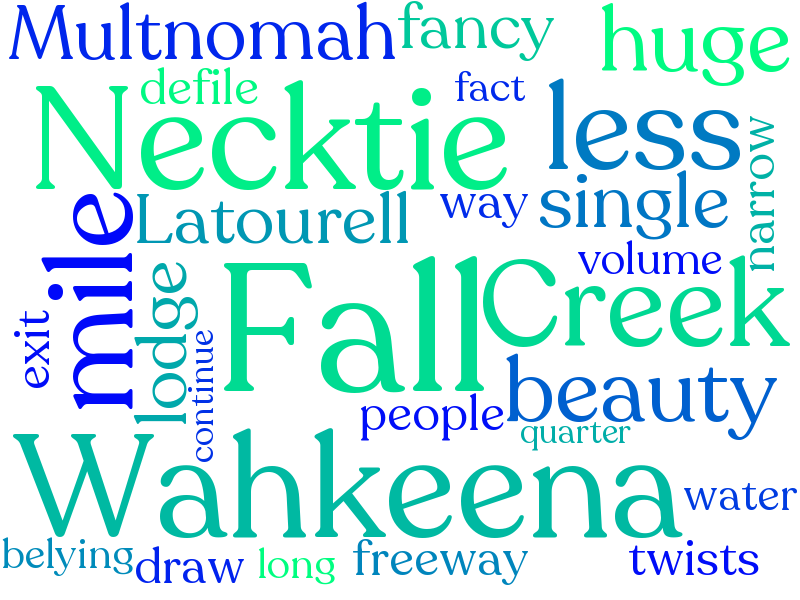 Multnomah
fancy
huge
defile
fact
Necktie
less
narrow
Latourell
way
single
mile
volume
lodge
Fall
Creek
exit
continue
people
beauty
quarter
Wahkeena
water
belying
draw
long
freeway
twists